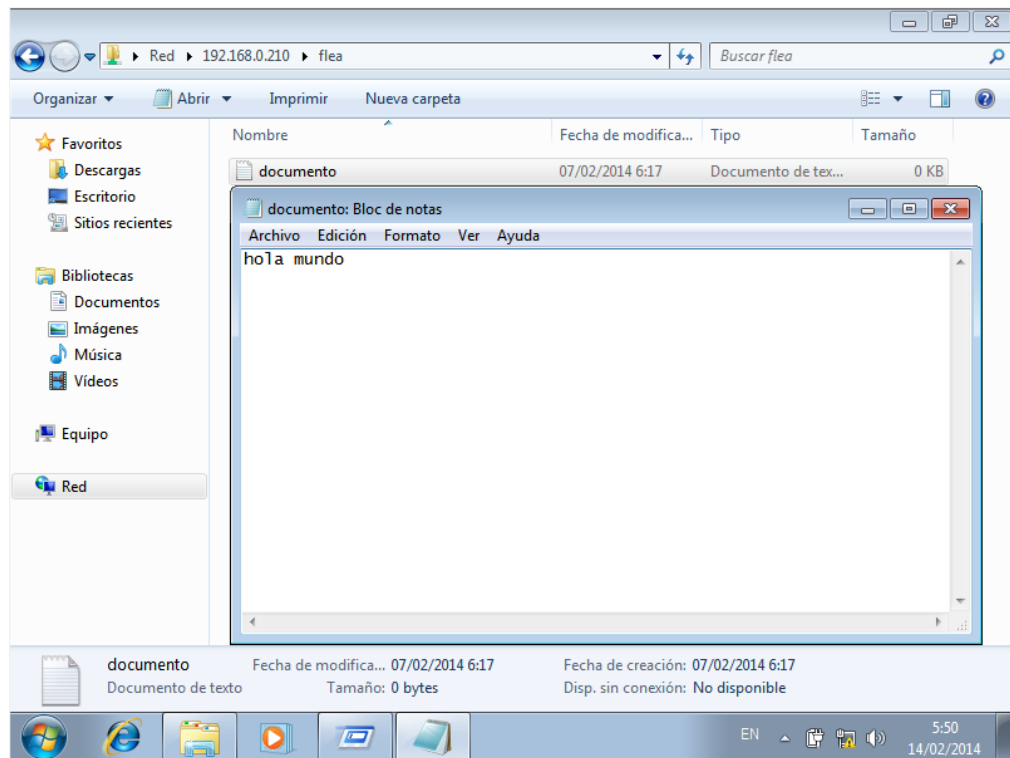 Red ▸ 192.168.0.210 ▸ flea
Buscar flea
Organizar Abrir Imprimir Nueva carpeta
Nombre Fecha de modifica... Tipo Tamaño
Favoritos
Descargas
Escritorio
Sitios recientes
Bibliotecas
Documentos
Imágenes
Música
Vídeos
Equipo
Red
documento 07/02/2014 6:17 Documento de tex... 0 KB
documento: Bloc de notas
Archivo Edición Formato Ver Ayuda
hola mundo
documento Fecha de modifica... 07/02/2014 6:17 Fecha de creación: 07/02/2014 6:17
Documento de texto Tamaño: 0 bytes Disp. sin conexión: No disponible
EN 5:50
14/02/2014